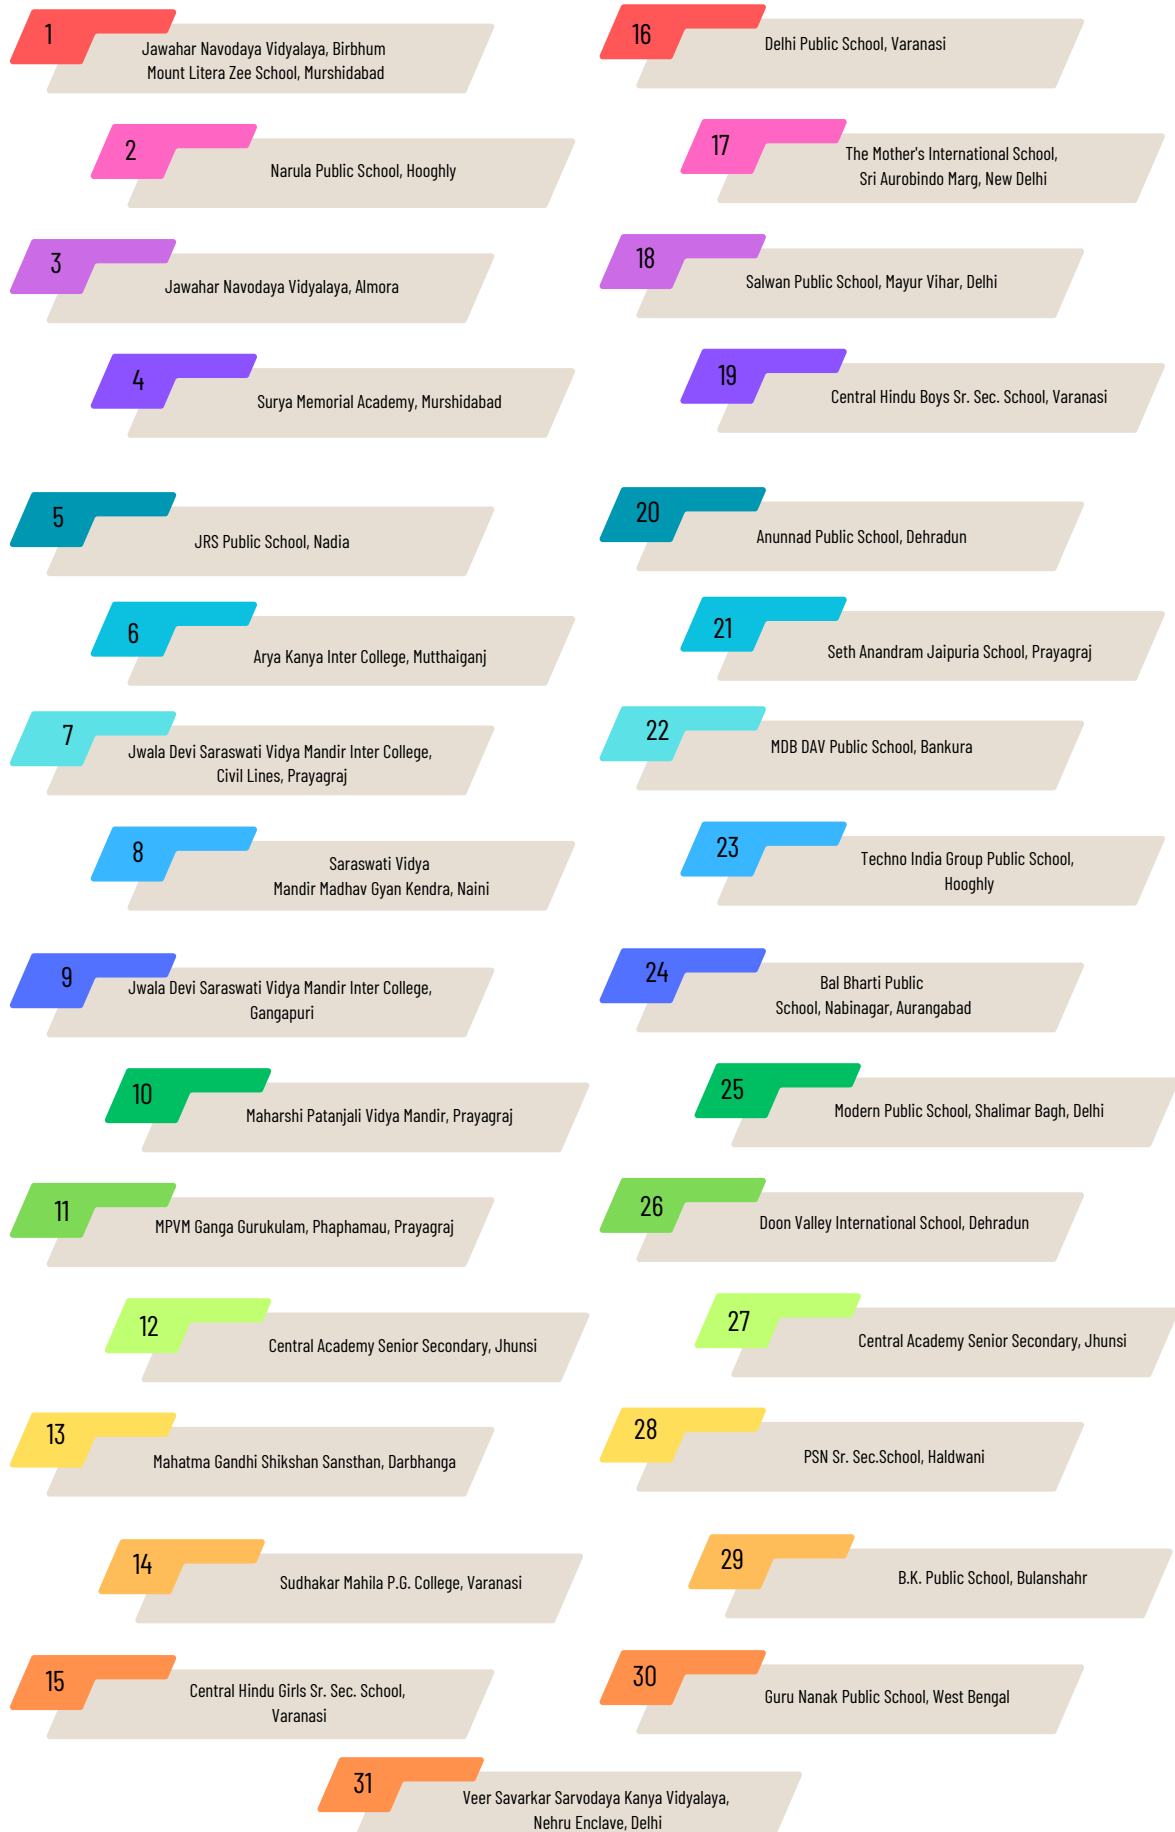 1
Jawahar Navodaya Vidyalaya, Birbhum
Mount Litera Zee School, Murshidabad
2
Narula Public School, Hooghly
3
Jawahar Navodaya Vidyalaya, Almora
4
Surya Memorial Academy, Murshidabad
5
JRS Public School, Nadia
6
Arya Kanya Inter College, Mutthaiganj
7
Jwala Devi Saraswati Vidya Mandir Inter College,
Civil Lines, Prayagraj
8
Saraswati Vidya
Mandir Madhav Gyan Kendra, Naini
9
Jwala Devi Saraswati Vidya Mandir Inter College,
Gangapuri
10
Maharshi Patanjali Vidya Mandir, Prayagraj
11
MPVM Ganga Gurukulam, Phaphamau, Prayagraj
12
Central Academy Senior Secondary, Jhunsi
13
Mahatma Gandhi Shikshan Sansthan, Darbhanga
14
Sudhakar Mahila P.G. College, Varanasi
15
Central Hindu Girls Sr. Sec. School,
Varanasi
16
Delhi Public School, Varanasi
17
The Mother's International School,
Sri Aurobindo Marg, New Delhi
18
Salwan Public School, Mayur Vihar, Delhi
19
Central Hindu Boys Sr. Sec. School, Varanasi
20
Anunnad Public School, Dehradun
21
Seth Anandram Jaipuria School, Prayagraj
22
MDB DAV Public School, Bankura
23
Techno India Group Public School,
Hooghly
24
Bal Bharti Public
School, Nabinagar, Aurangabad
25
Modern Public School, Shalimar Bagh, Delhi
26
Doon Valley International School, Dehradun
27
Central Academy Senior Secondary, Jhunsi
28
PSN Sr. Sec.School, Haldwani
29
B.K. Public School, Bulanshahr
30
Guru Nanak Public School, West Bengal
31
Veer Savarkar Sarvodaya Kanya Vidyalaya,
Nehru Enclave, Delhi